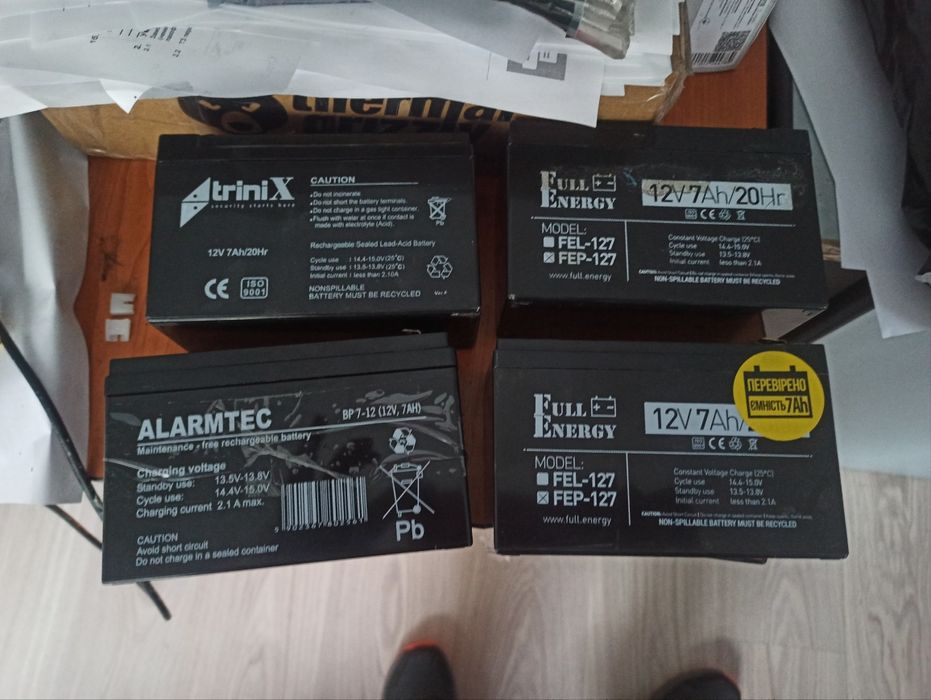 thermal
grizzly
triniX
security starts here
12V 7Ah/20Hr
CE
ISO
9001
CAUTION
Do not incinerate.
Do not short the battery terminals.
Do not charge in a gas tight container.
Flush with water at once if contact is
made with electrolyte (Acid).
Pb
Rechargeable Sealed Lead-Acid Battery
Cycle use : 14.4-15.0V (25°C)
Standby use : 13.5-13.8V (25°C)
Initial current : less than 2.10A
NONSPILLABLE
BATTERY MUST BE RECYCLED
FULL
ENERGY
12V 7Ah/20Hr
CE
MODEL:
FEL-127
FEP-127
www.full.energy
Constant Voltage Charge (25°C)
Cycle use 14.4-15.0V
Standby use 13.5-13.8V
Initial current less than 2.1A
NON-SPILLABLE BATTERY MUST BE RECYCLED
ALARMTEC
BP 7-12 (12V, 7AH)
Maintenance - free rechargeable battery
Charging voltage
Standby use: 13.5V-13.8V
Cycle use: 14.4V-15.0V
Charging current 2.1 A max.
CAUTION
Avoid short circuit
Do not charge in a sealed container
Pb
FULL
ENERGY
12V 7Ah/
ПЕРЕВІРЕНО
ЄМНІСТЬ 7Ah
CE
MODEL:
FEL-127
FEP-127
www.full.energy
Constant Voltage Charge (25°C)
Cycle use 14.4-15.0V
Standby use 13.5-13.8V
Initial current less than 2.1A
NON-SPILLABLE BATTERY MUST BE RECYCLED